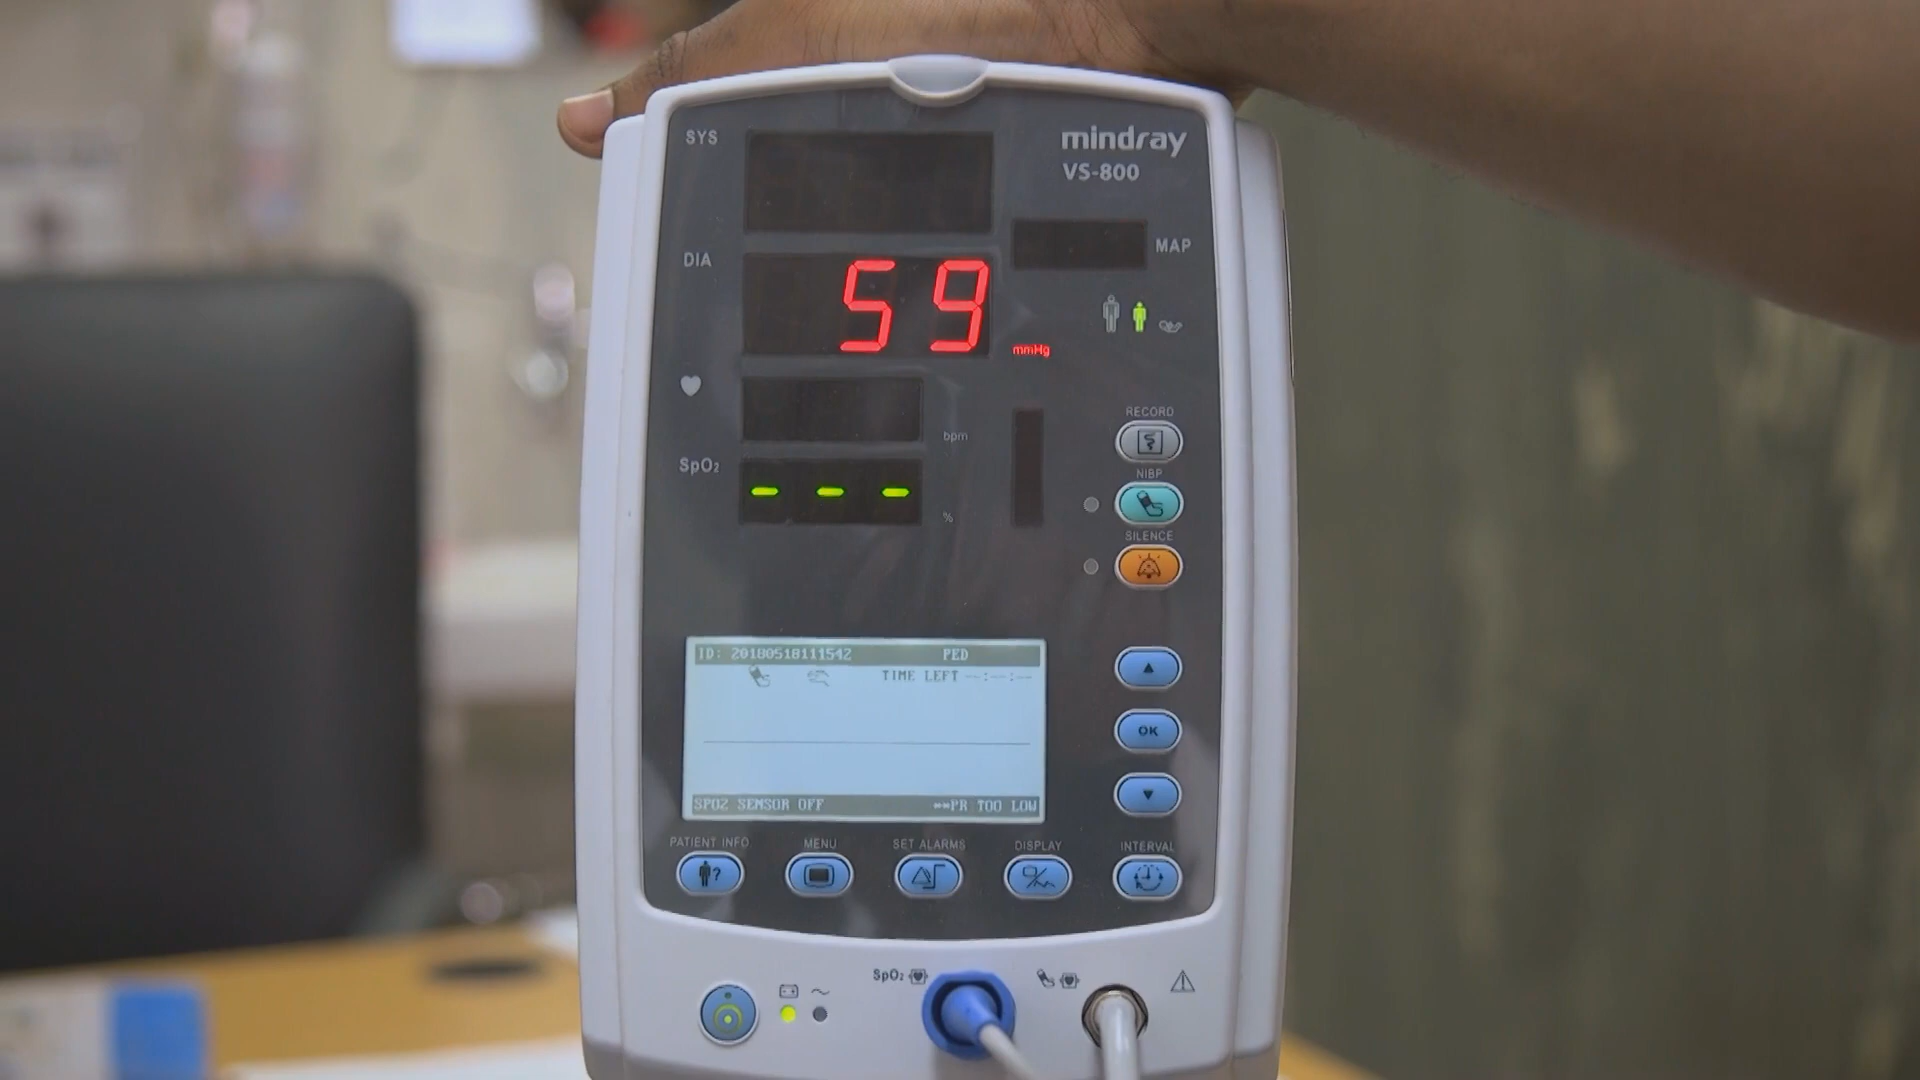 SYS
mindray
VS-800
MAP
DIA
59
mmHg
RECORD
bpm
SpO₂
NIBP
- - -
%
SILENCE
ID: 20180518111542 PED
TIME LEFT --:--:--
OK
SPO2 SENSOR OFF **PR TOO LOW
PATIENT INFO MENU SET ALARMS DISPLAY INTERVAL
SpO₂